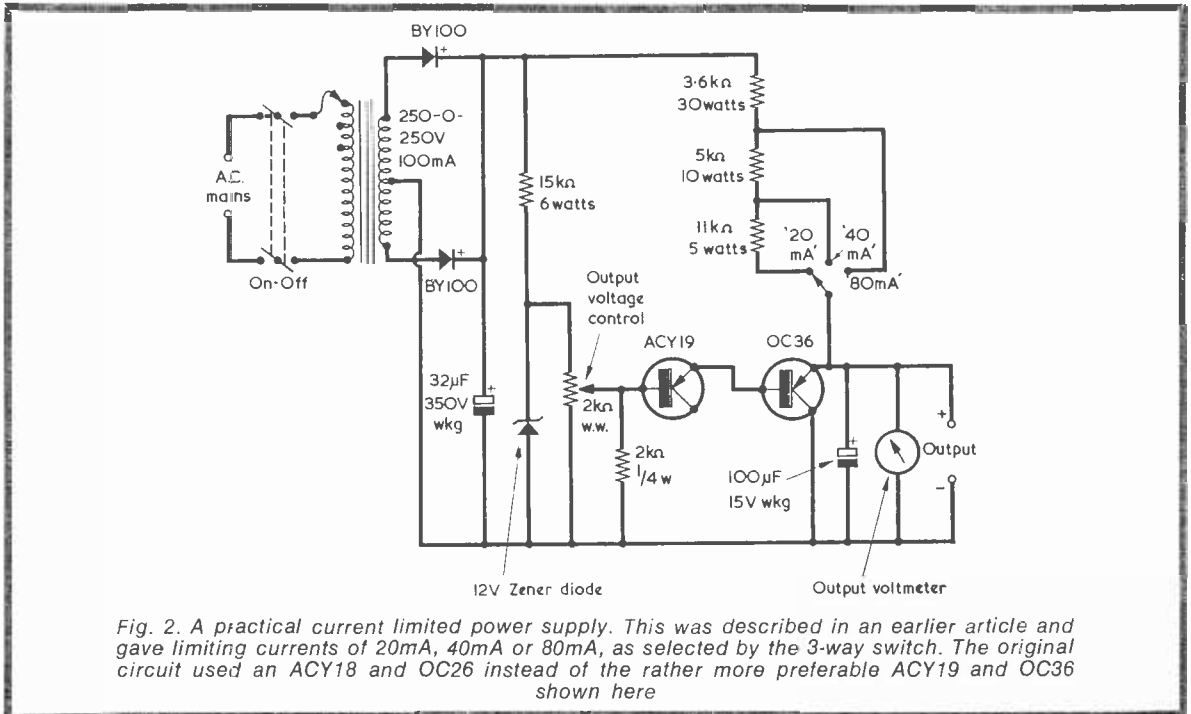 BY100
250-0-
250V
100mA
A.C.
mains
On-Off
BY100
32µF
350V
wkg
15kΩ
6 watts
12V Zener diode
Output
voltage
control
2kΩ
w.w.
2kΩ
1/4 w
ACY19
OC36
3·6kΩ
30 watts
5kΩ
10 watts
11kΩ
5 watts
'20
mA'
'40
mA'
'80mA'
100µF
15V wkg
+
Output
-
Output voltmeter
Fig. 2. A practical current limited power supply. This was described in an earlier article and
gave limiting currents of 20mA, 40mA or 80mA, as selected by the 3-way switch. The original
circuit used an ACY18 and OC26 instead of the rather more preferable ACY19 and OC36
shown here